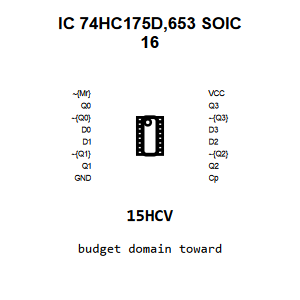 IC 74HC175D,653 SOIC
16
~{Mr} VCC
Q0 Q3
~{Q0} ~{Q3}
D0 D3
D1 D2
~{Q1} ~{Q2}
Q1 Q2
GND Cp
15HCV
budget domain toward